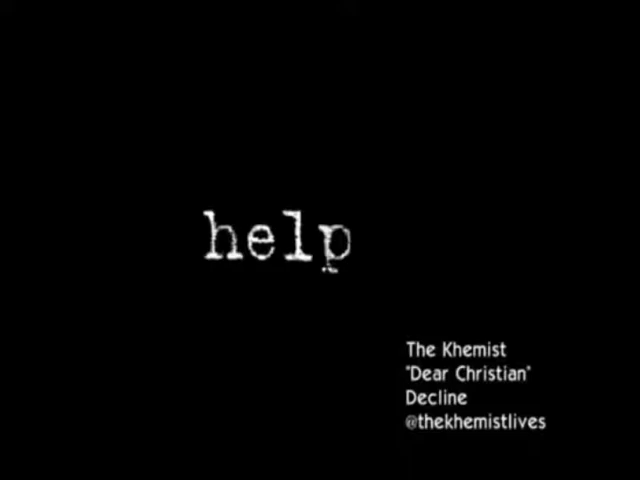 help
The Khemist
"Dear Christian"
Decline
@thekhemistlives